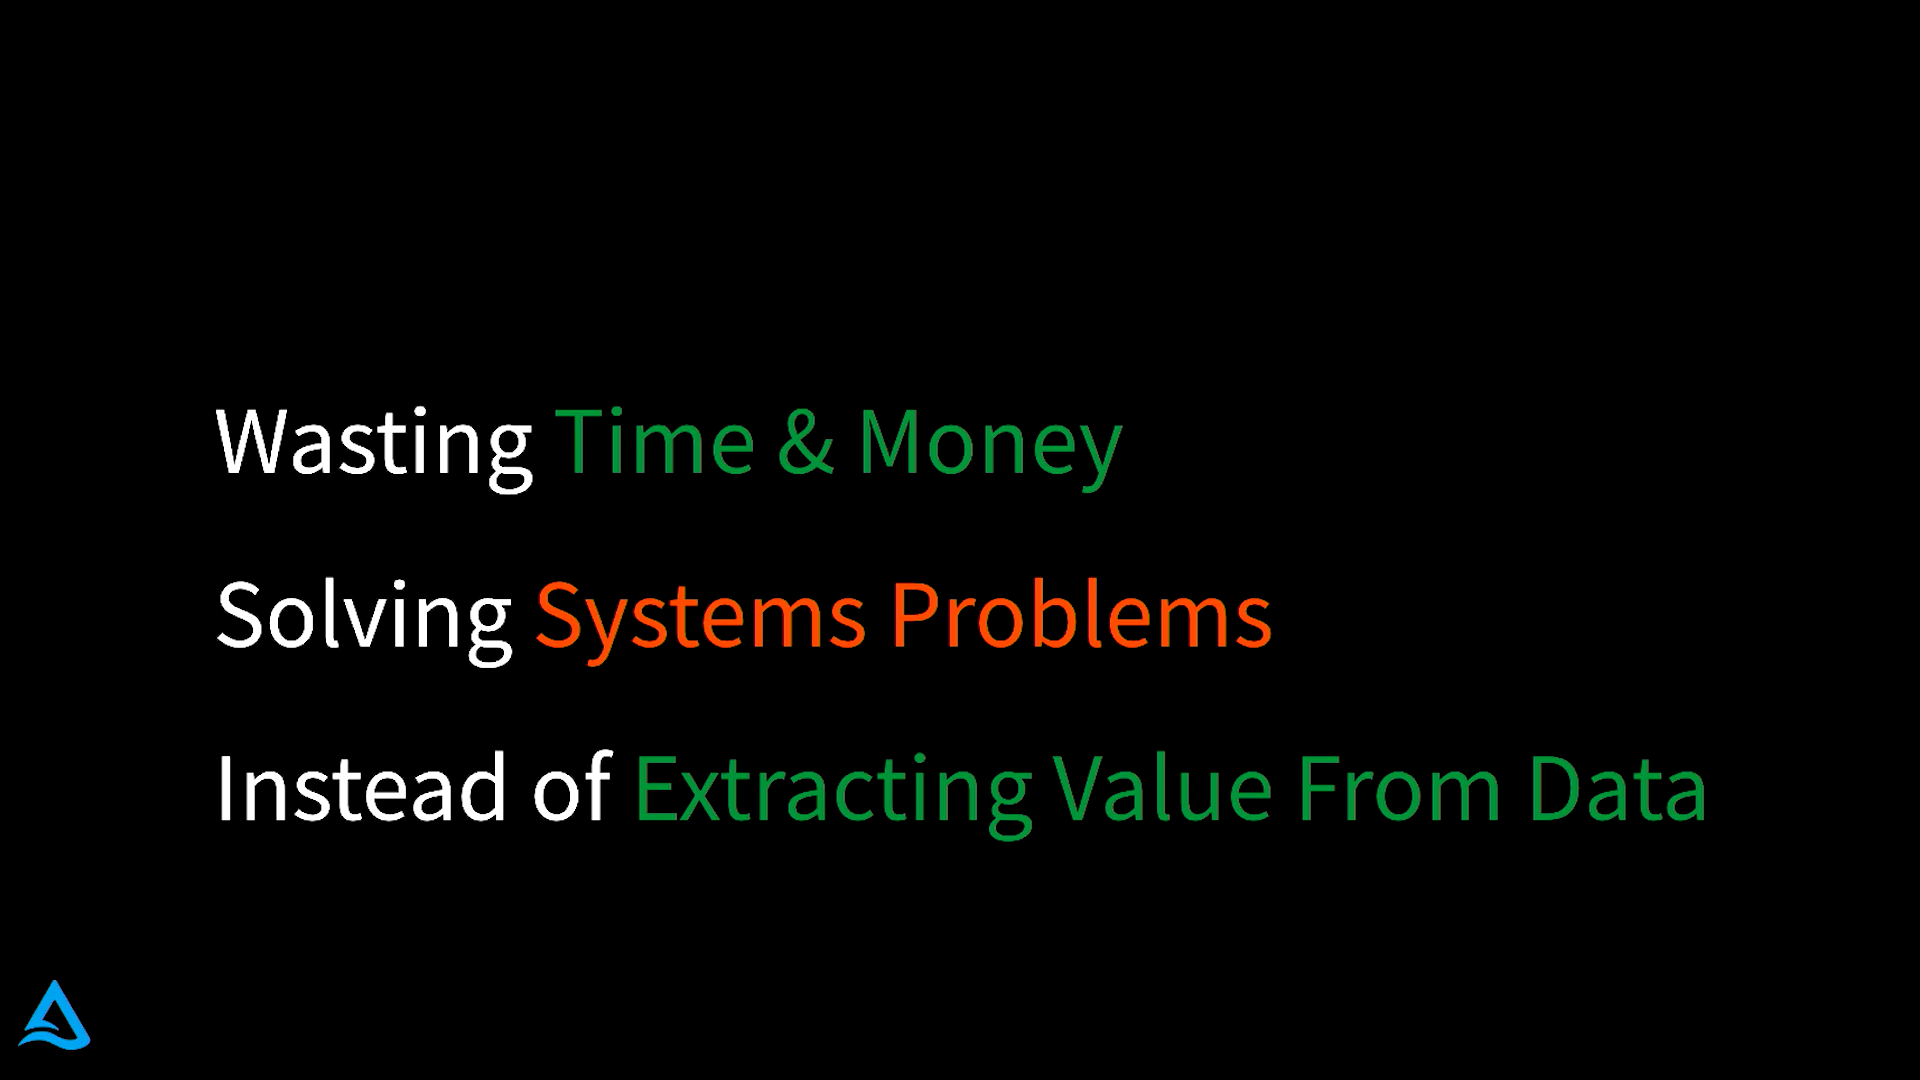 Wasting Time & Money
Solving Systems Problems
Instead of Extracting Value From Data